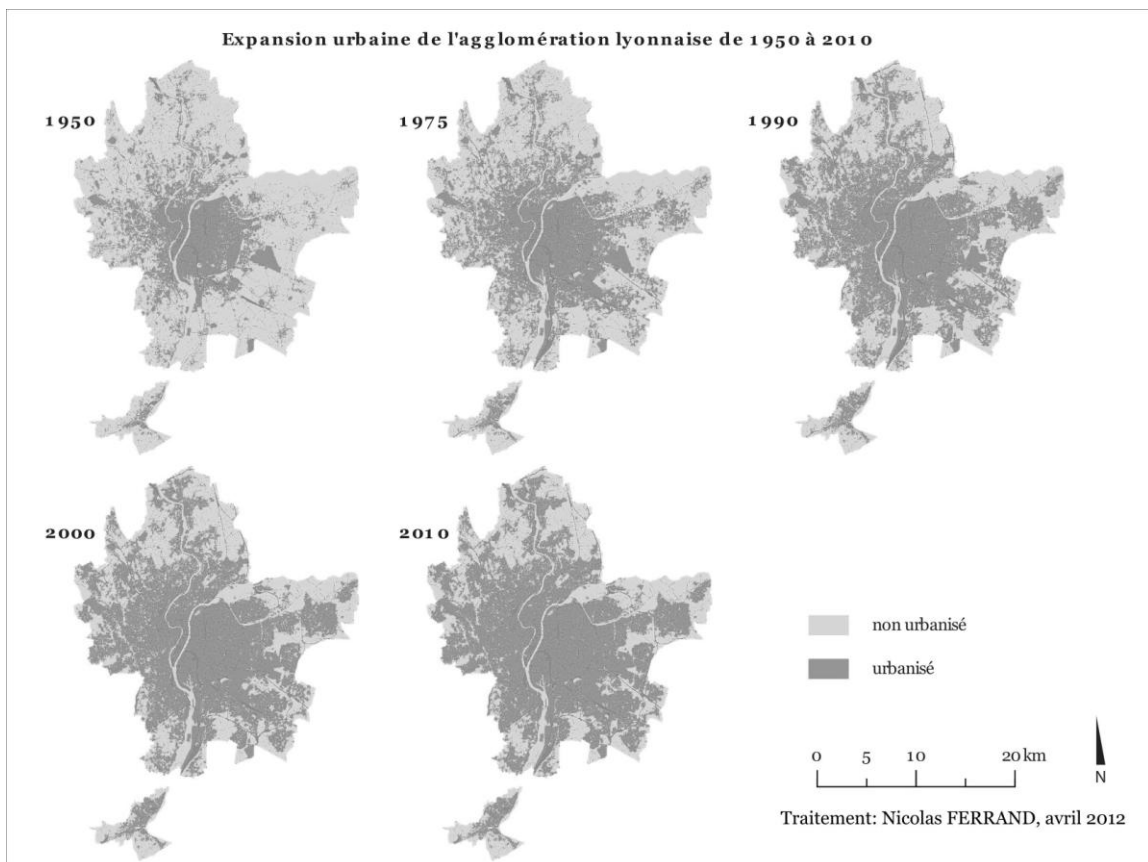 Expansion urbaine de l'agglomération lyonnaise de 1950 à 2010
1950
1975
1990
2000
2010
non urbanisé
urbanisé
0 5 10 20 km
N
Traitement: Nicolas FERRAND, avril 2012